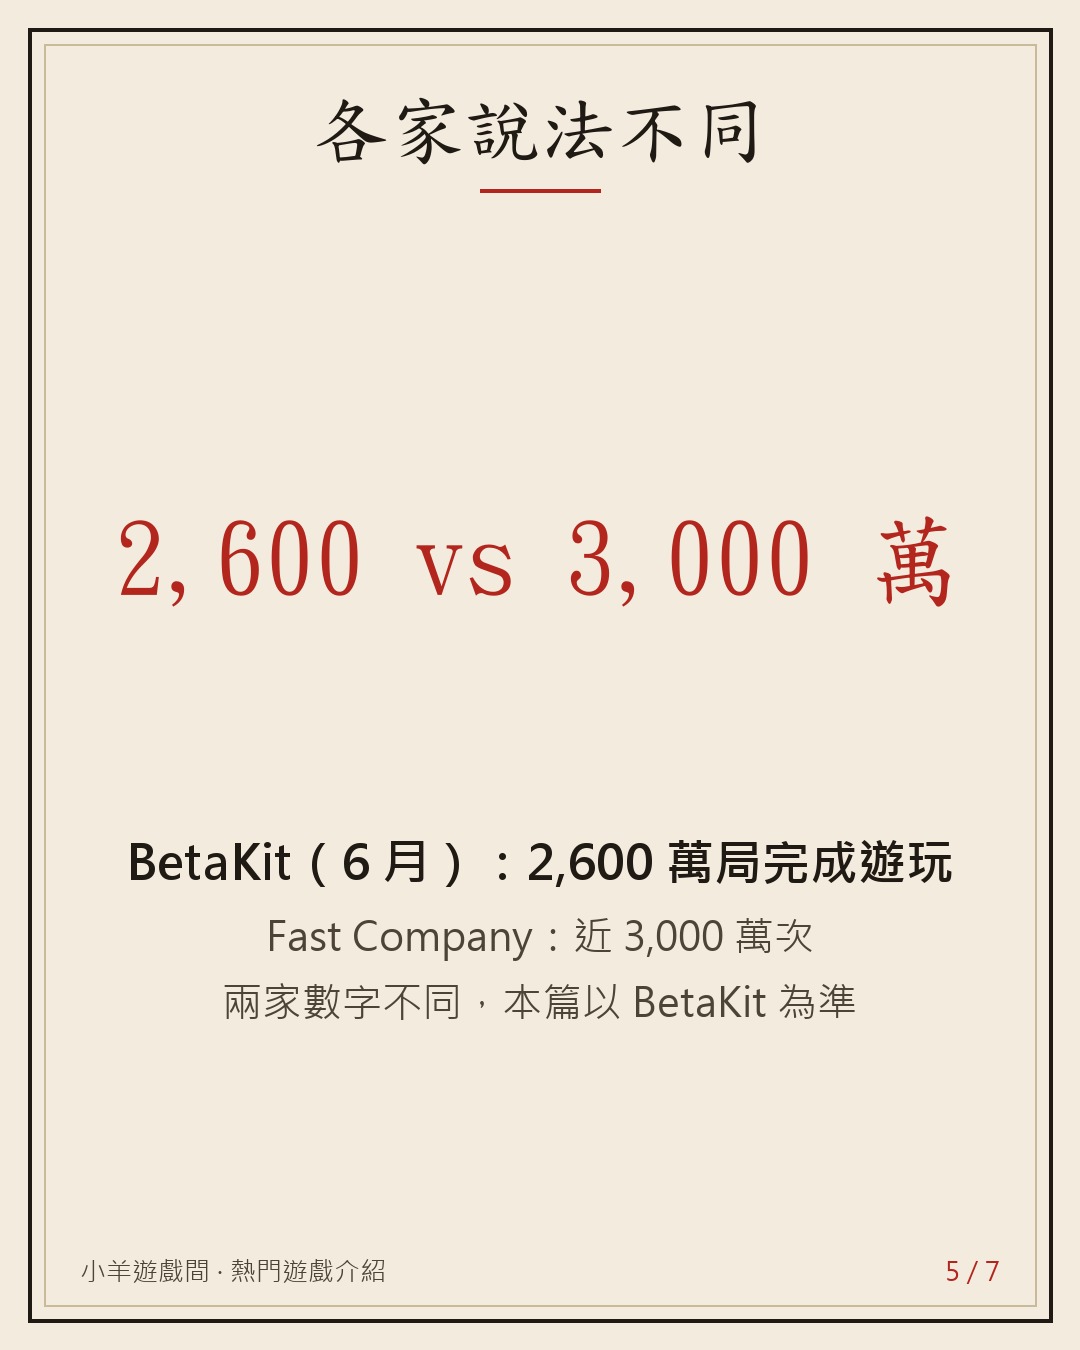 各家說法不同
2,600 vs 3,000 萬
BetaKit（6 月）：2,600 萬局完成遊玩
Fast Company：近 3,000 萬次
兩家數字不同，本篇以 BetaKit 為準
小羊遊戲間 · 熱門遊戲介紹
5 / 7